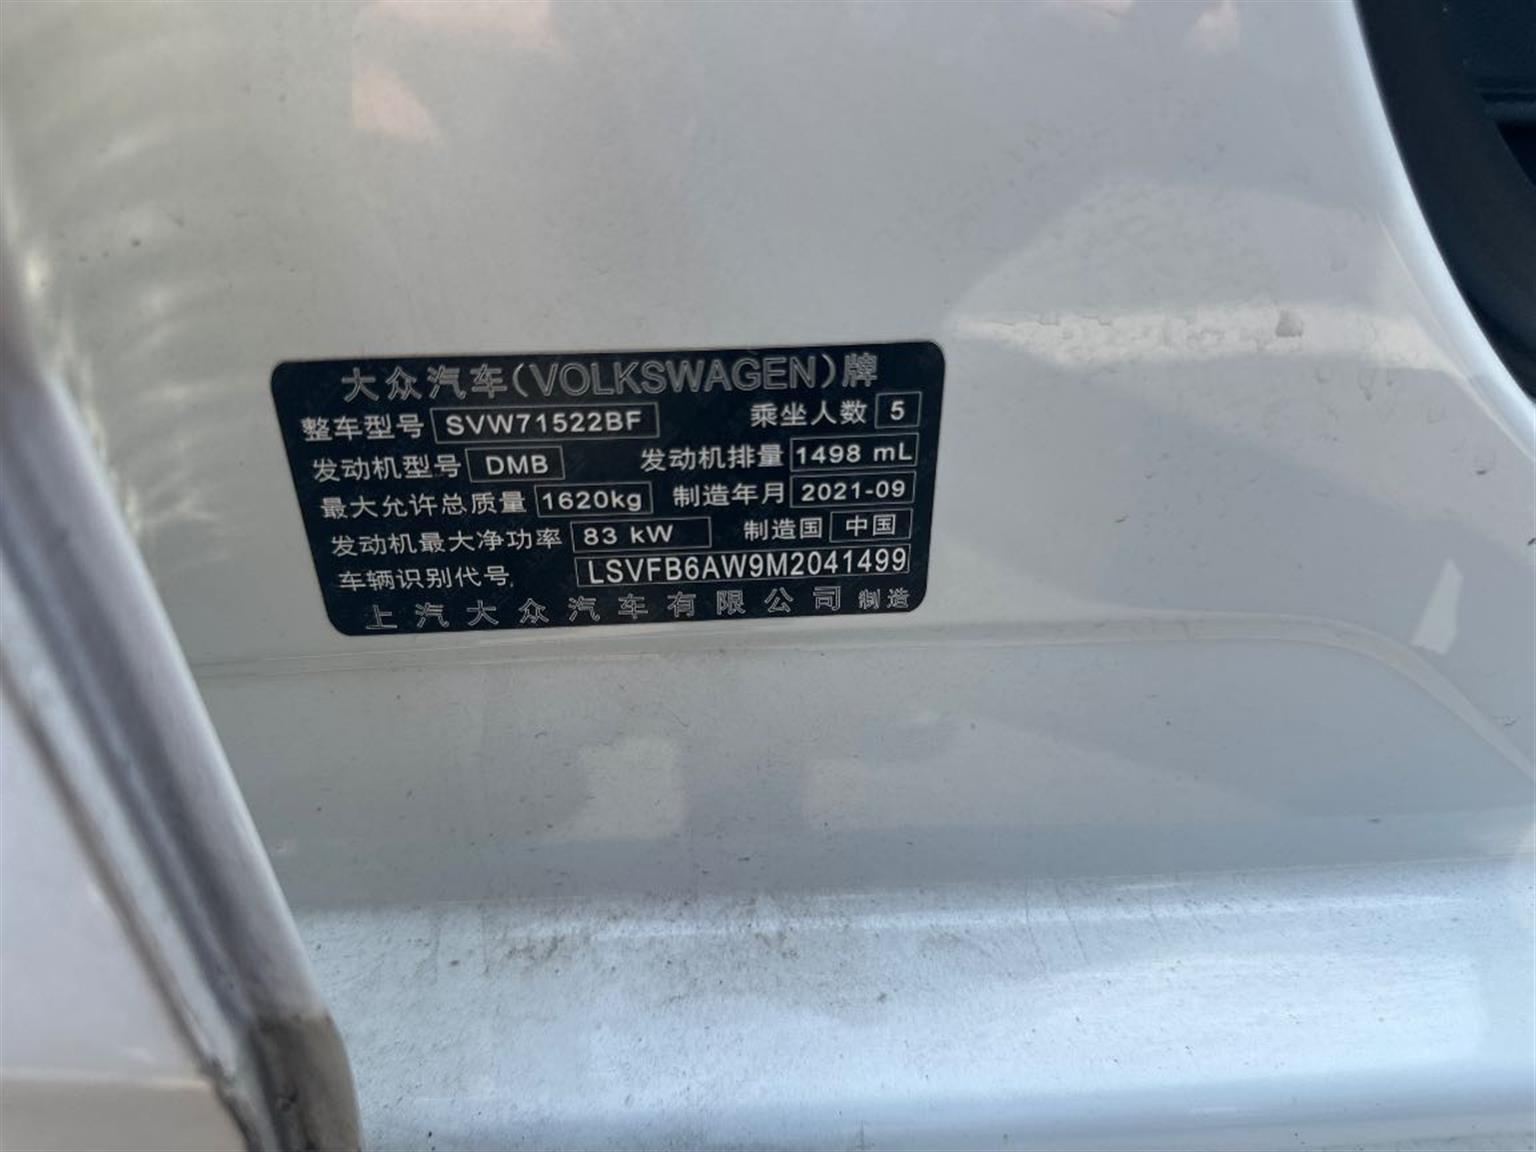 大众汽车(VOLKSWAGEN)牌
整车型号 SVW71522BF 乘坐人数 5
发动机型号 DMB 发动机排量 1498 mL
最大允许总质量 1620kg 制造年月 2021-09
发动机最大净功率 83 kW 制造国 中国
车辆识别代号 LSVFB6AW9M2041499
上汽大众汽车有限公司 制造